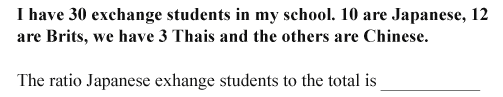 I have 30 exchange students in my school. 10 are Japanese, 12
are Brits, we have 3 Thais and the others are Chinese.
The ratio Japanese exhange students to the total is ___________